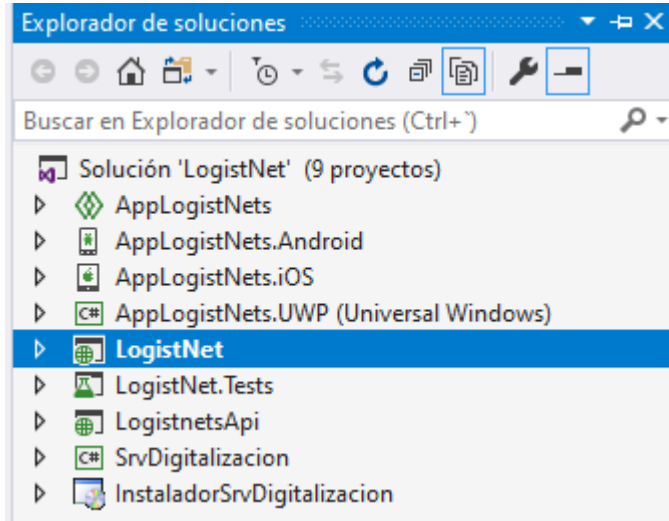 Explorador de soluciones
Buscar en Explorador de soluciones (Ctrl+`)
Solución 'LogistNet' (9 proyectos)
AppLogistNets
AppLogistNets.Android
AppLogistNets.iOS
C# AppLogistNets.UWP (Universal Windows)
LogistNet
LogistNet.Tests
LogistnetsApi
C# SrvDigitalizacion
InstaladorSrvDigitalizacion